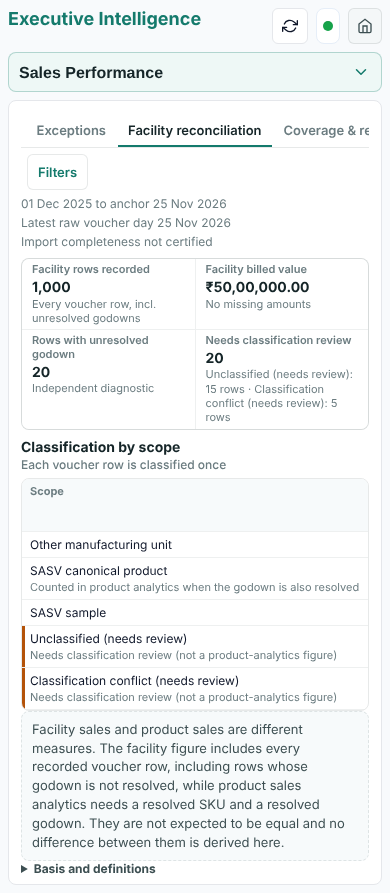 Executive Intelligence
Sales Performance
Exceptions
Facility reconciliation
Coverage & re
Filters
01 Dec 2025 to anchor 25 Nov 2026
Latest raw voucher day 25 Nov 2026
Import completeness not certified
Facility rows recorded
1,000
Every voucher row, incl.
unresolved godowns
Facility billed value
₹50,00,000.00
No missing amounts
Rows with unresolved
godown
20
Independent diagnostic
Needs classification review
20
Unclassified (needs review):
15 rows · Classification
conflict (needs review): 5
rows
Classification by scope
Each voucher row is classified once
Scope
Other manufacturing unit
SASV canonical product
Counted in product analytics when the godown is also resolved
SASV sample
Unclassified (needs review)
Needs classification review (not a product-analytics figure)
Classification conflict (needs review)
Needs classification review (not a product-analytics figure)
Facility sales and product sales are different
measures. The facility figure includes every
recorded voucher row, including rows whose
godown is not resolved, while product sales
analytics needs a resolved SKU and a resolved
godown. They are not expected to be equal and no
difference between them is derived here.
Basis and definitions